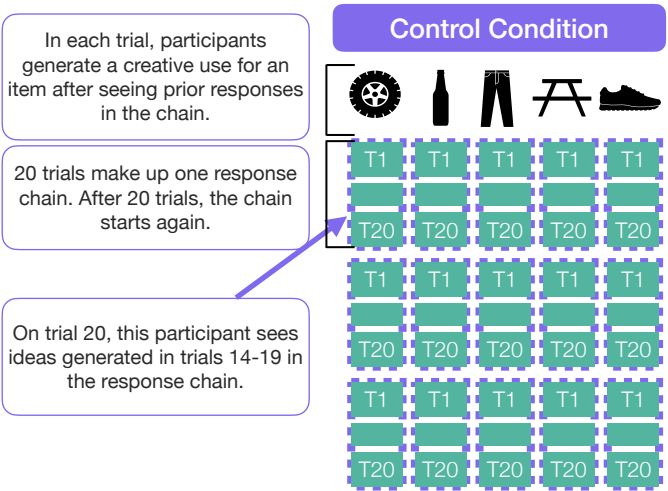 Control Condition
In each trial, participants
generate a creative use for an
item after seeing prior responses
in the chain.
20 trials make up one response
chain. After 20 trials, the chain
starts again.
On trial 20, this participant sees
ideas generated in trials 14-19 in
the response chain.
T1 T1 T1 T1 T1
T20 T20 T20 T20 T20
T1 T1 T1 T1 T1
T20 T20 T20 T20 T20
T1 T1 T1 T1 T1
T20 T20 T20 T20 T20